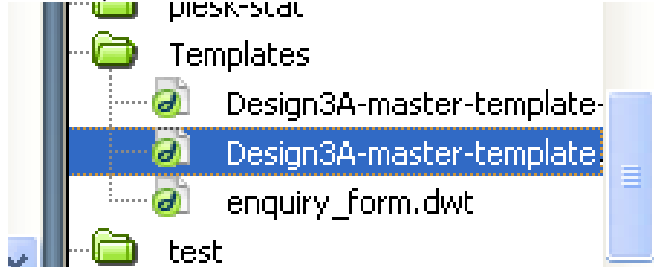 plesk-stat
Templates
Design3A-master-template-
Design3A-master-template.
enquiry_form.dwt
test